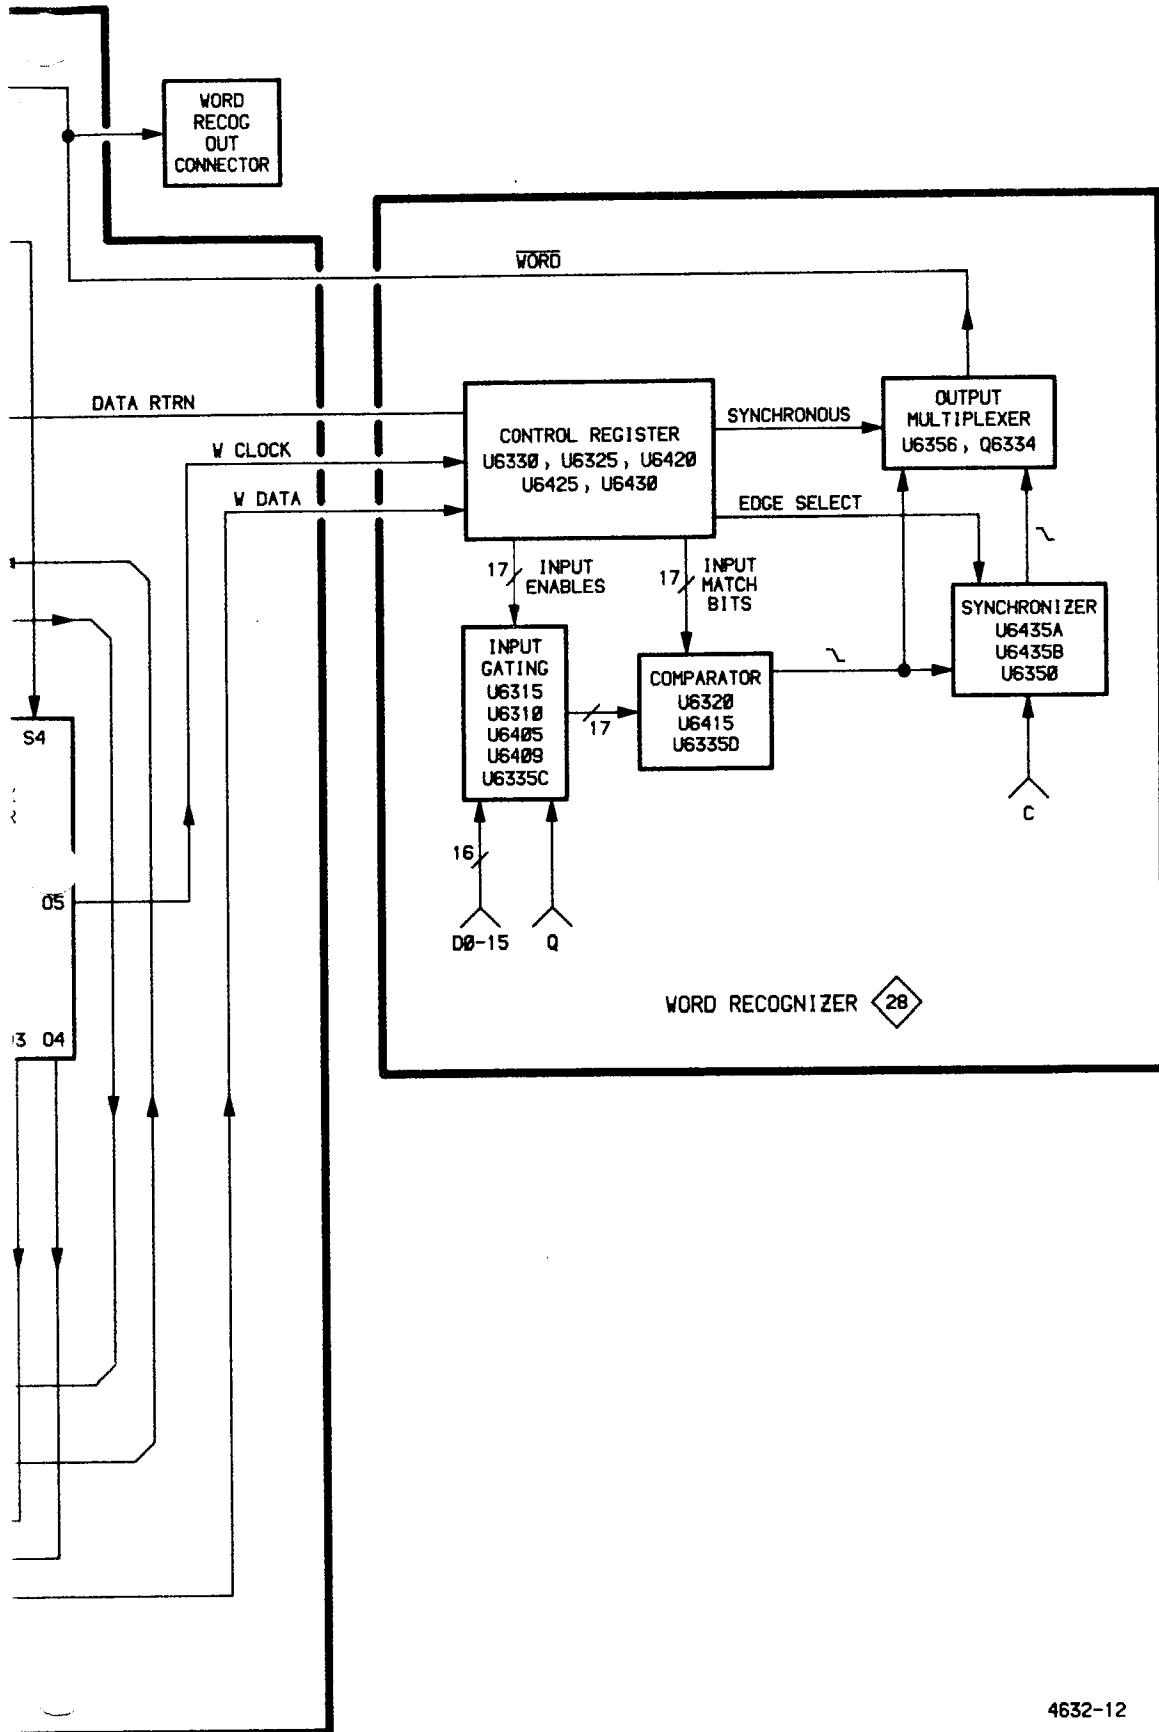 WORD
RECOG
OUT
CONNECTOR
WORD
DATA RTRN
W CLOCK
W DATA
CONTROL REGISTER
U6330, U6325, U6420
U6425, U6430
SYNCHRONOUS
EDGE SELECT
OUTPUT
MULTIPLEXER
U6356, Q6334
17
INPUT
ENABLES
17
INPUT
MATCH
BITS
SYNCHRONIZER
U6435A
U6435B
U6350
INPUT
GATING
U6315
U6310
U6405
U6409
U6335C
17
COMPARATOR
U6320
U6415
U6335D
C
16
D0-15
Q
S4
O5
O4
WORD RECOGNIZER 28
4632-12